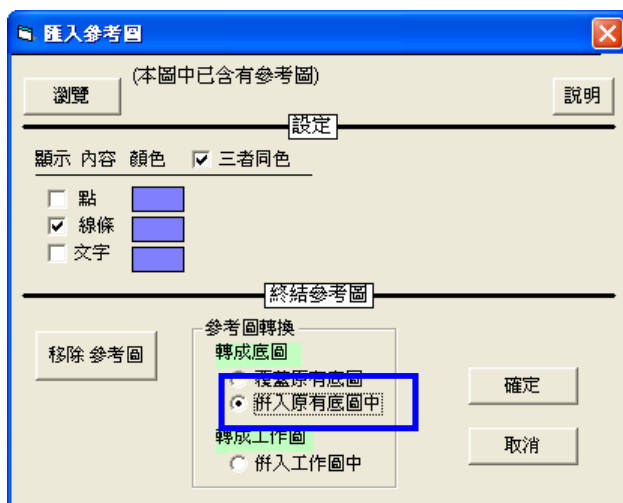 匯入參考圖
瀏覽
(本圖中已含有參考圖)
說明
設定
顯示 內容 顏色 三者同色
點
線條
文字
終結參考圖
移除 參考圖
參考圖轉換
轉成底圖
覆蓋原有底圖
併入原有底圖中
轉成工作圖
併入工作圖中
確定
取消